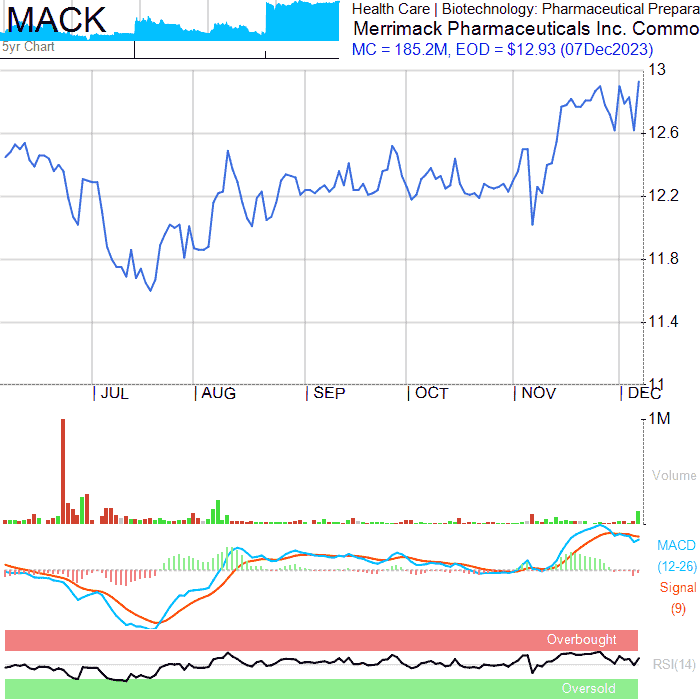 MACK
5yr Chart
Health Care | Biotechnology: Pharmaceutical Prepara
Merrimack Pharmaceuticals Inc. Commo
MC = 185.2M, EOD = $12.93 (07Dec2023)
13
12.6
12.2
11.8
11.4
11
JUL AUG SEP OCT NOV DEC
1M
Volume
MACD
(12-26)
Signal
(9)
Overbought
RSI(14)
Oversold